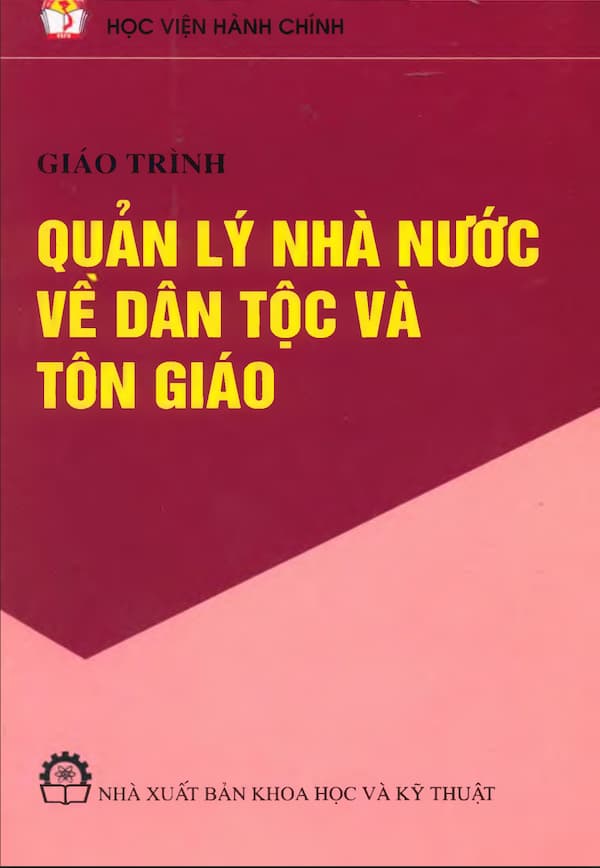 HỌC VIỆN HÀNH CHÍNH
GIÁO TRÌNH
QUẢN LÝ NHÀ NƯỚC
VỀ DÂN TỘC VÀ
TÔN GIÁO
NHÀ XUẤT BẢN KHOA HỌC VÀ KỸ THUẬT